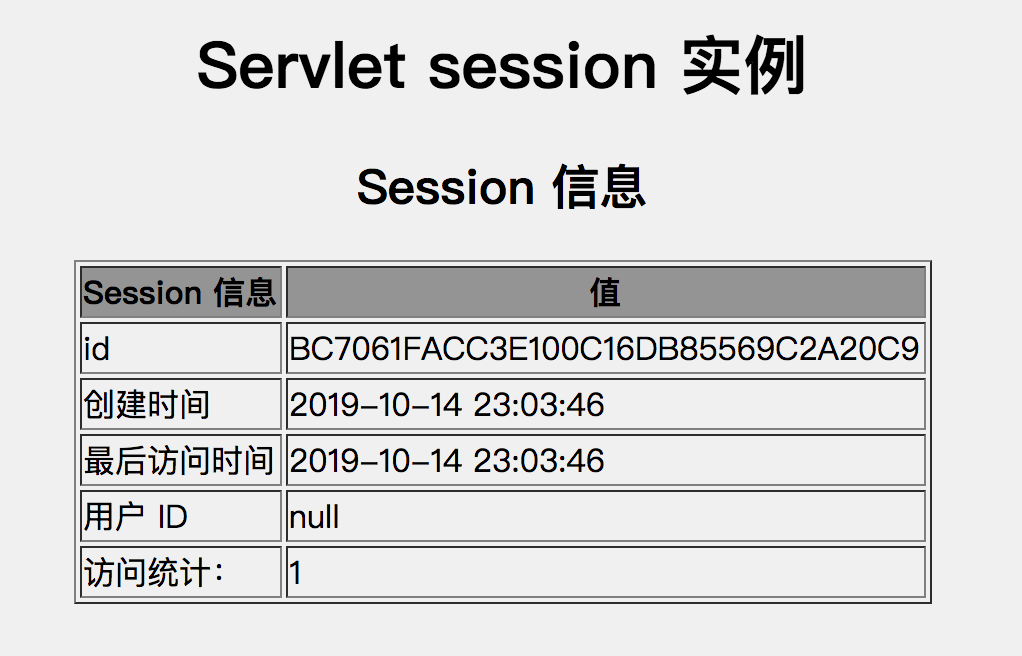 Servlet session 实例
Session 信息
Session 信息 值
id BC7061FACC3E100C16DB85569C2A20C9
创建时间 2019-10-14 23:03:46
最后访问时间 2019-10-14 23:03:46
用户 ID null
访问统计： 1